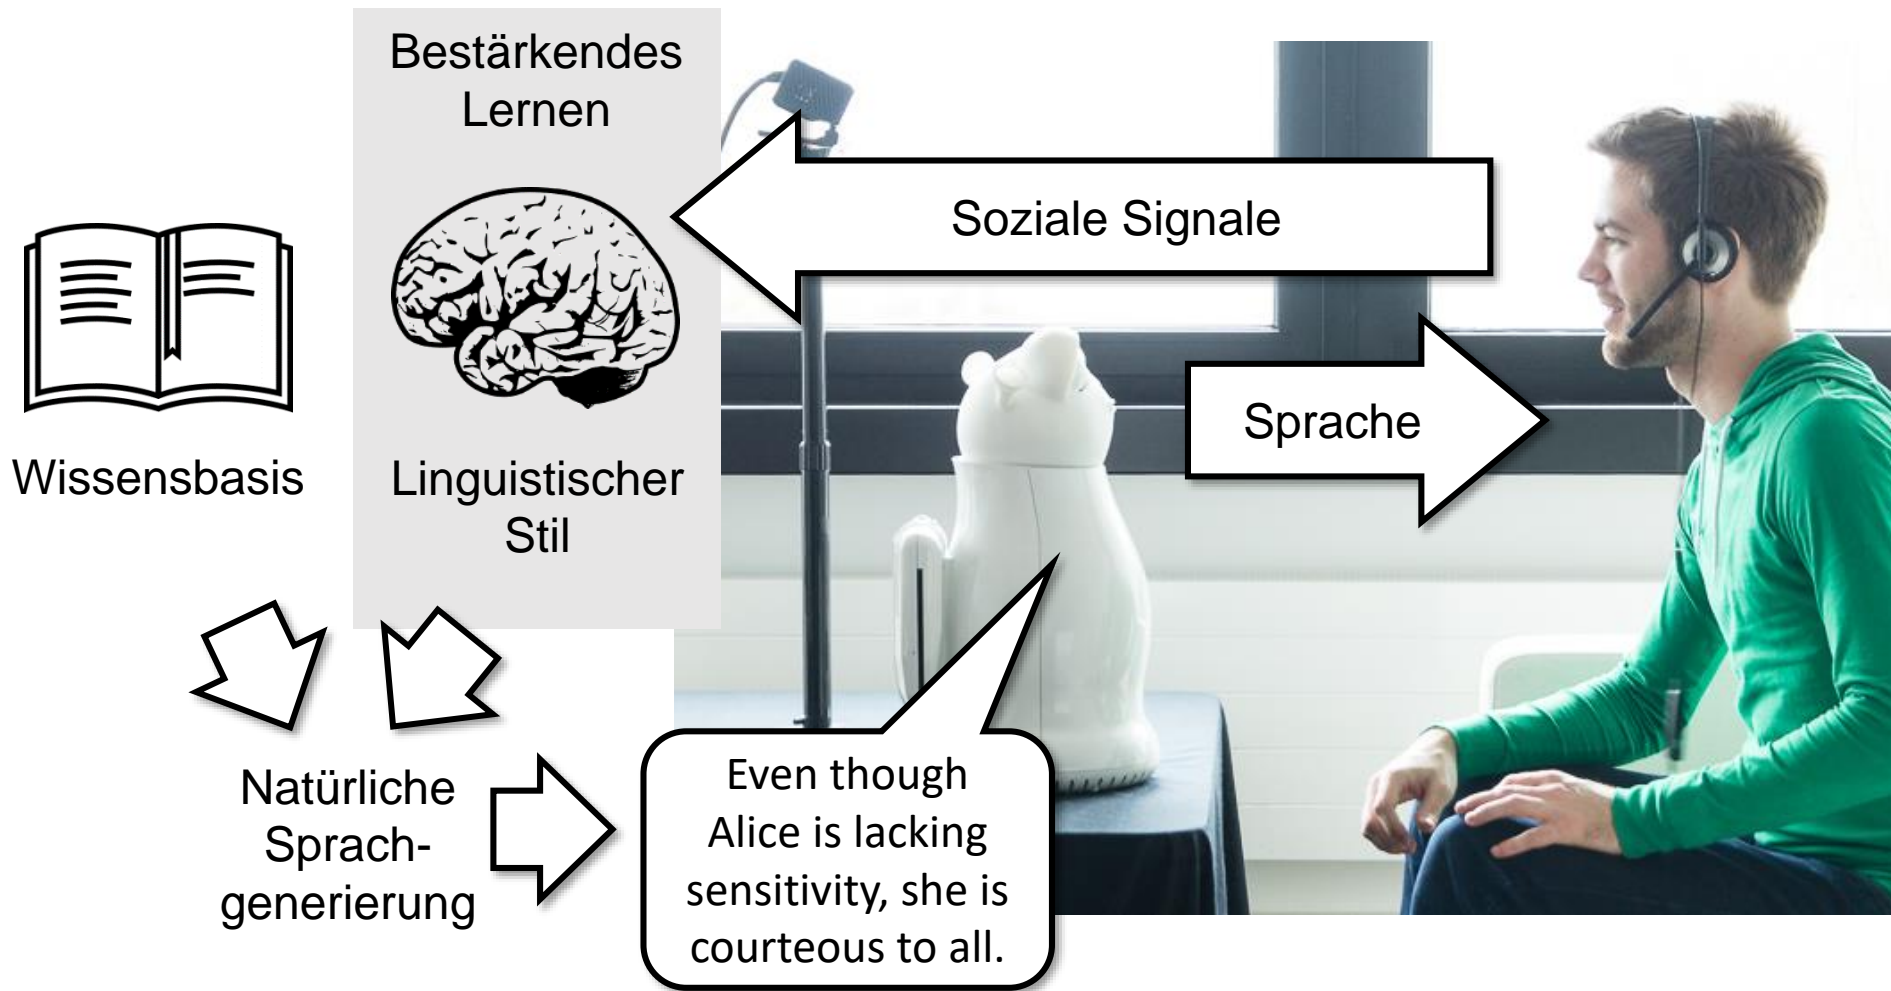 Bestärkendes
Lernen
Soziale Signale
Sprache
Wissensbasis
Linguistischer
Stil
Natürliche
Sprach-
generierung
Even though
Alice is lacking
sensitivity, she is
courteous to all.